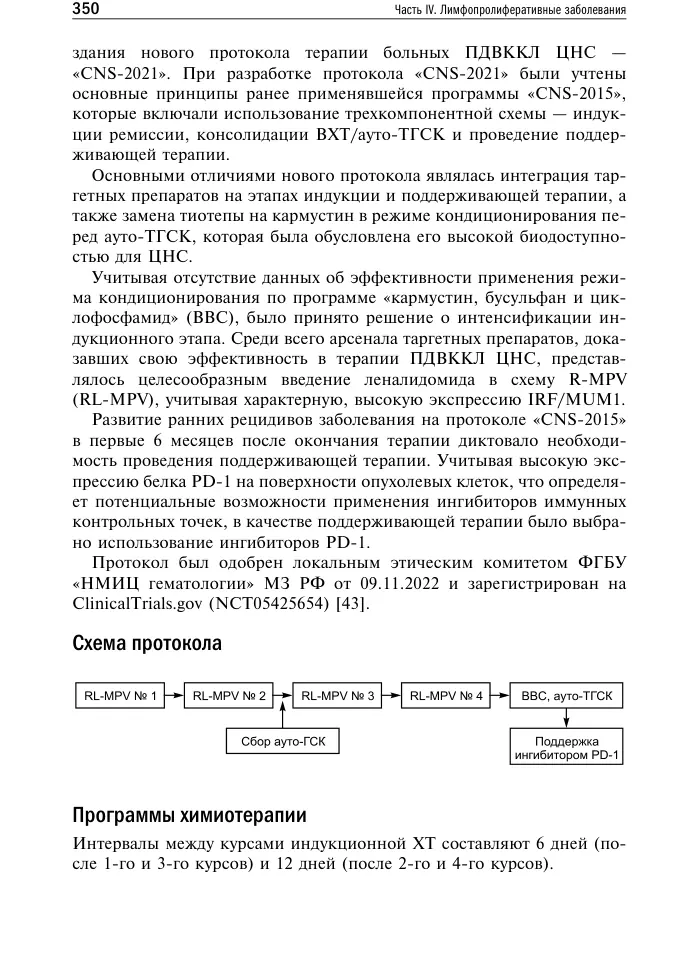 350
Часть IV. Лимфопролиферативные заболевания
здания нового протокола терапии больных ПДВККЛ ЦНС —
«CNS-2021». При разработке протокола «CNS-2021» были учтены
основные принципы ранее применявшейся программы «CNS-2015»,
которые включали использование трехкомпонентной схемы — индук-
ции ремиссии, консолидации ВХТ/ауто-ТГСК и проведение поддер-
живающей терапии.
Основными отличиями нового протокола являлась интеграция тар-
гетных препаратов на этапах индукции и поддерживающей терапии, а
также замена тиотепы на кармустин в режиме кондиционирования пе-
ред ауто-ТГСК, которая была обусловлена его высокой биодоступно-
стью для ЦНС.
Учитывая отсутствие данных об эффективности применения режи-
ма кондиционирования по программе «кармустин, бусульфан и цик-
лофосфамид» (BBC), было принято решение о интенсификации ин-
дукционного этапа. Среди всего арсенала таргетных препаратов, дока-
завших свою эффективность в терапии ПДВККЛ ЦНС, представ-
лялось целесообразным введение леналидомида в схему R-MPV
(RL-MPV), учитывая характерную, высокую экспрессию IRF/MUM1.
Развитие ранних рецидивов заболевания на протоколе «CNS-2015»
в первые 6 месяцев после окончания терапии диктовало необходи-
мость проведения поддерживающей терапии. Учитывая высокую экс-
прессию белка PD-1 на поверхности опухолевых клеток, что определя-
ет потенциальные возможности применения ингибиторов иммунных
контрольных точек, в качестве поддерживающей терапии было выбра-
но использование ингибиторов PD-1.
Протокол был одобрен локальным этическим комитетом ФГБУ
«НМИЦ гематологии» МЗ РФ от 09.11.2022 и зарегистрирован на
ClinicalTrials.gov (NCT05425654) [43].
Схема протокола
RL-MPV № 1
RL-MPV № 2
RL-MPV № 3
RL-MPV № 4
BBC, ауто-ТГСК
Сбор ауто-ГСК
Поддержка
ингибитором PD-1
Программы химиотерапии
Интервалы между курсами индукционной ХТ составляют 6 дней (по-
сле 1-го и 3-го курсов) и 12 дней (после 2-го и 4-го курсов).